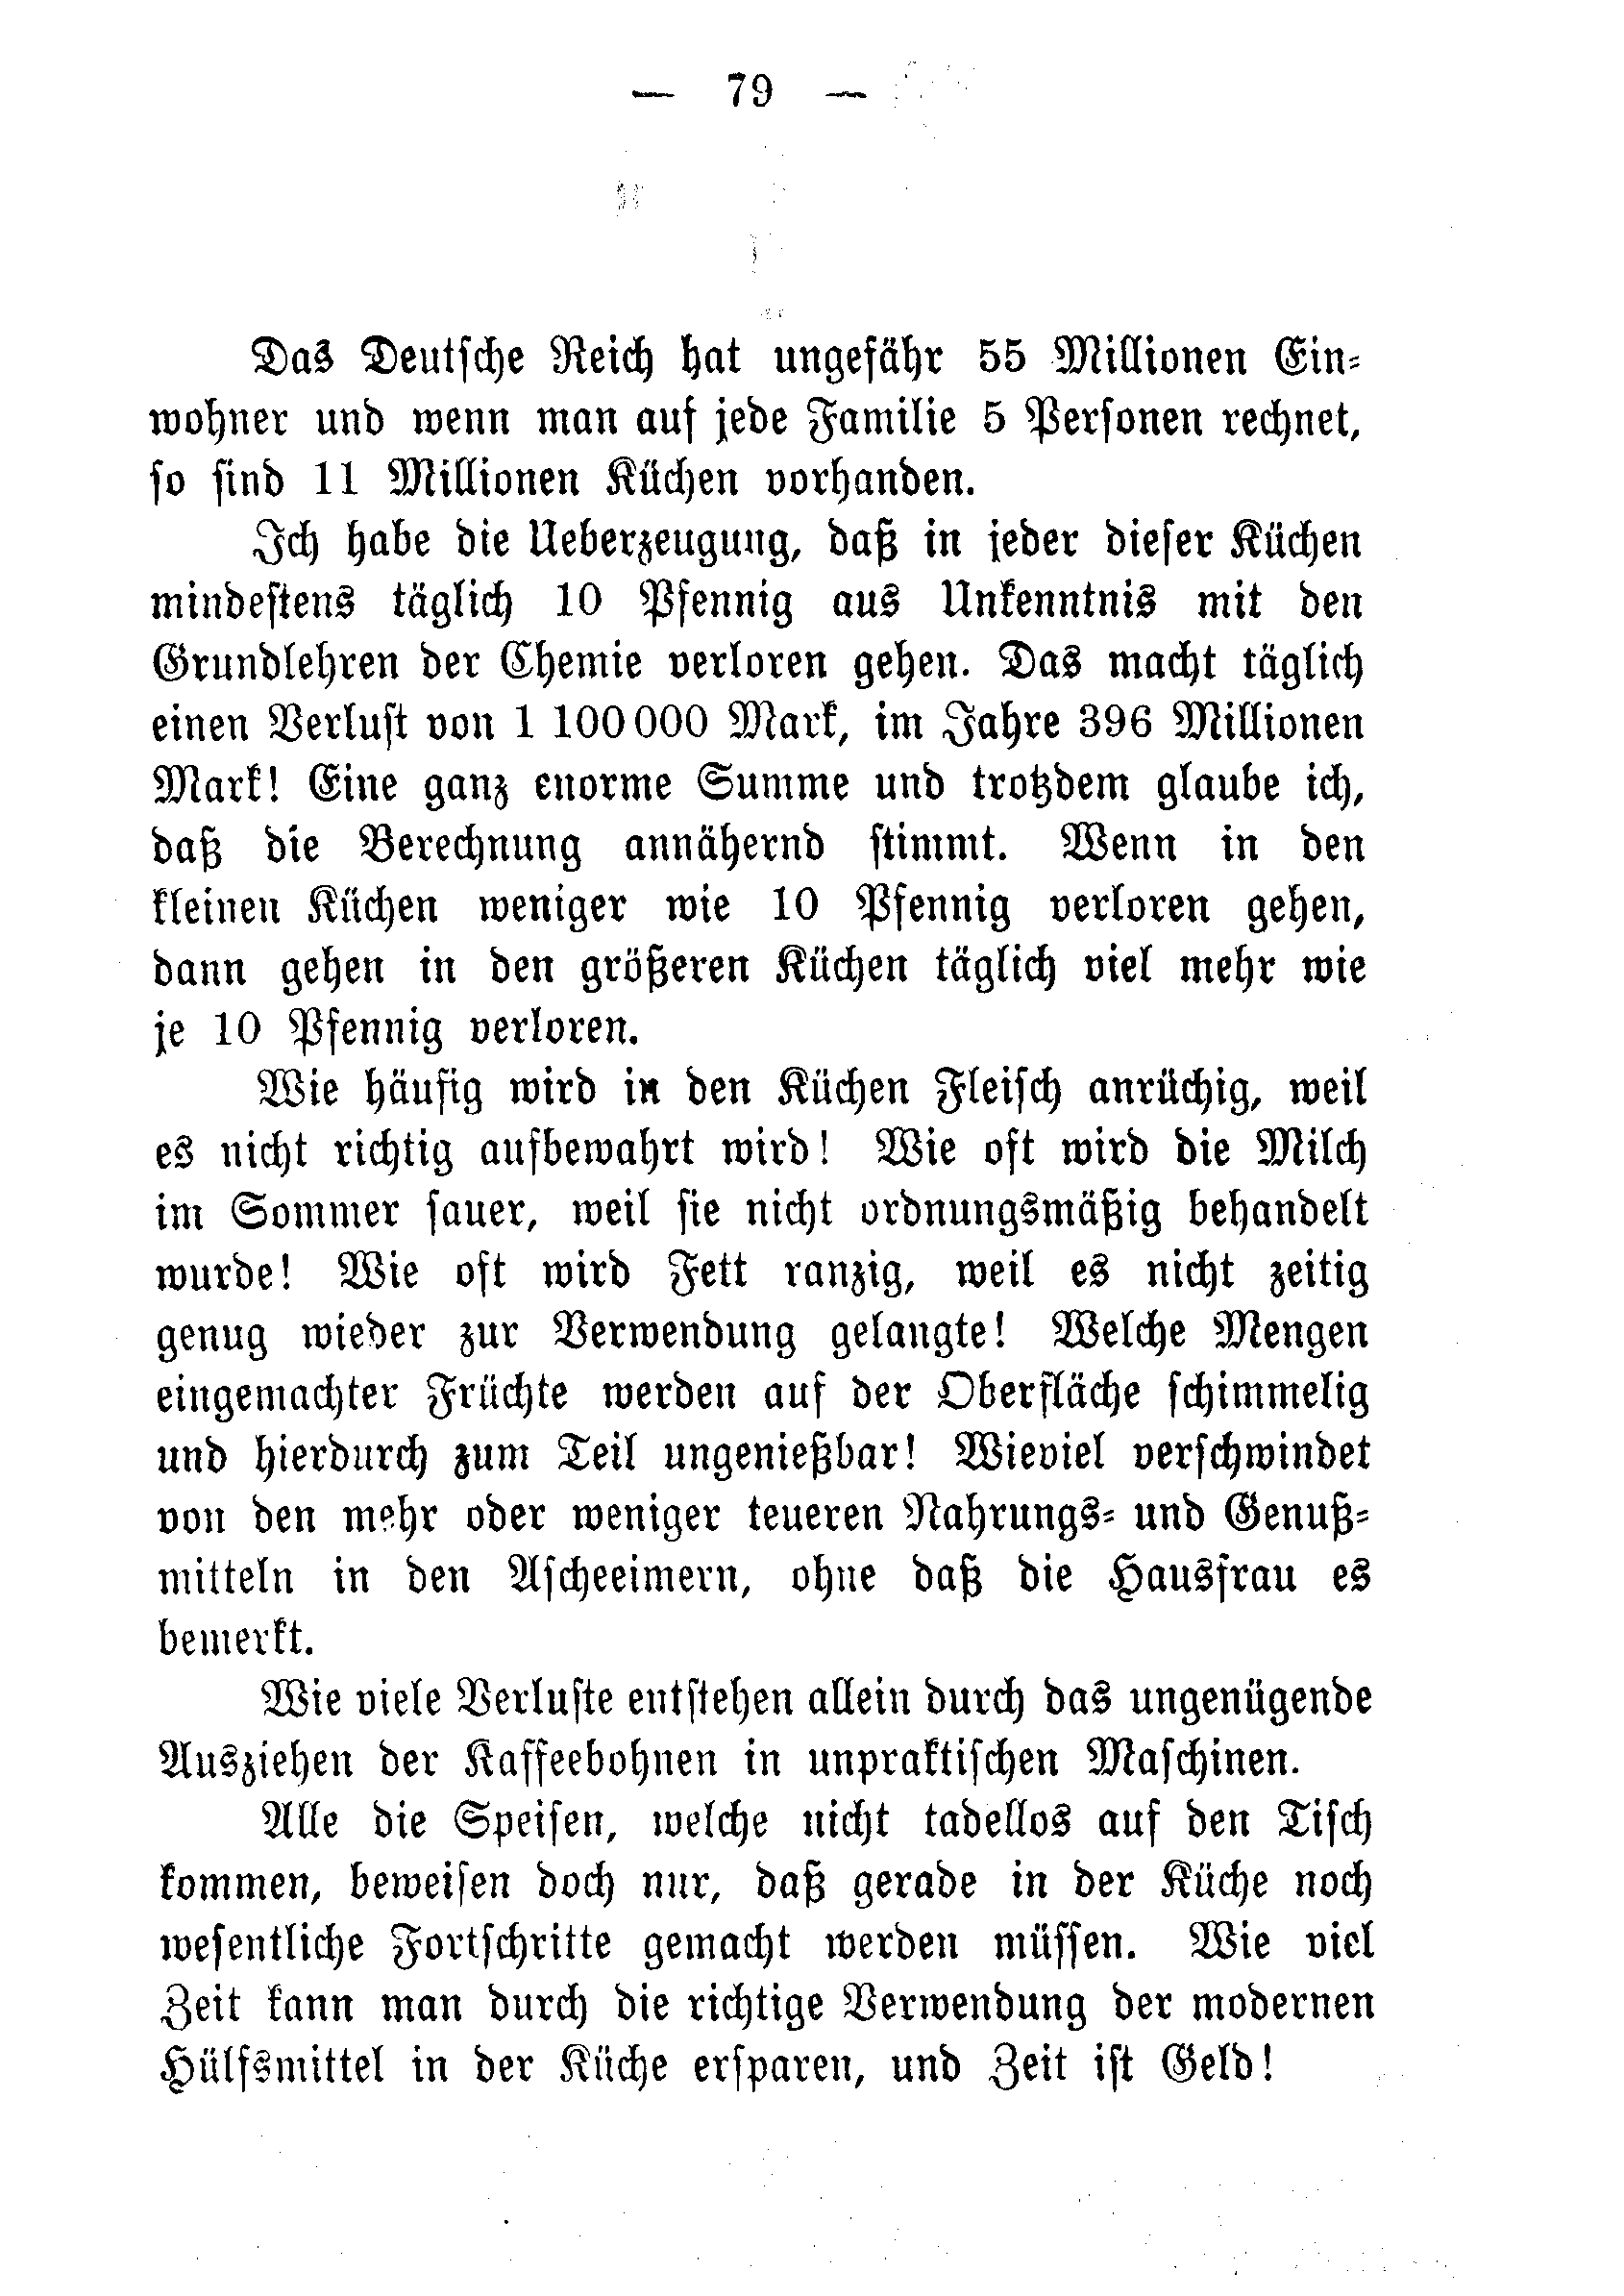 — 79 —
Das Deutsche Reich hat ungefähr 55 Millionen Ein-
wohner und wenn man auf jede Familie 5 Personen rechnet,
so sind 11 Millionen Küchen vorhanden.
Ich habe die Ueberzeugung, daß in jeder dieser Küchen
mindestens täglich 10 Pfennig aus Unkenntnis mit den
Grundlehren der Chemie verloren gehen. Das macht täglich
einen Verlust von 1 100 000 Mark, im Jahre 396 Millionen
Mark! Eine ganz enorme Summe und trotzdem glaube ich,
daß die Berechnung annähernd stimmt. Wenn in den
kleinen Küchen weniger wie 10 Pfennig verloren gehen,
dann gehen in den größeren Küchen täglich viel mehr wie
je 10 Pfennig verloren.
Wie häufig wird in den Küchen Fleisch anrüchig, weil
es nicht richtig aufbewahrt wird! Wie oft wird die Milch
im Sommer sauer, weil sie nicht ordnungsmäßig behandelt
wurde! Wie oft wird Fett ranzig, weil es nicht zeitig
genug wieder zur Verwendung gelangte! Welche Mengen
eingemachter Früchte werden auf der Oberfläche schimmelig
und hierdurch zum Teil ungenießbar! Wieviel verschwindet
von den mehr oder weniger teueren Nahrungs- und Genuß-
mitteln in den Ascheeimern, ohne daß die Hausfrau es
bemerkt.
Wie viele Verluste entstehen allein durch das ungenügende
Ausziehen der Kaffeebohnen in unpraktischen Maschinen.
Alle die Speisen, welche nicht tadellos auf den Tisch
kommen, beweisen doch nur, daß gerade in der Küche noch
wesentliche Fortschritte gemacht werden müssen. Wie viel
Zeit kann man durch die richtige Verwendung der modernen
Hülfsmittel in der Küche ersparen, und Zeit ist Geld!